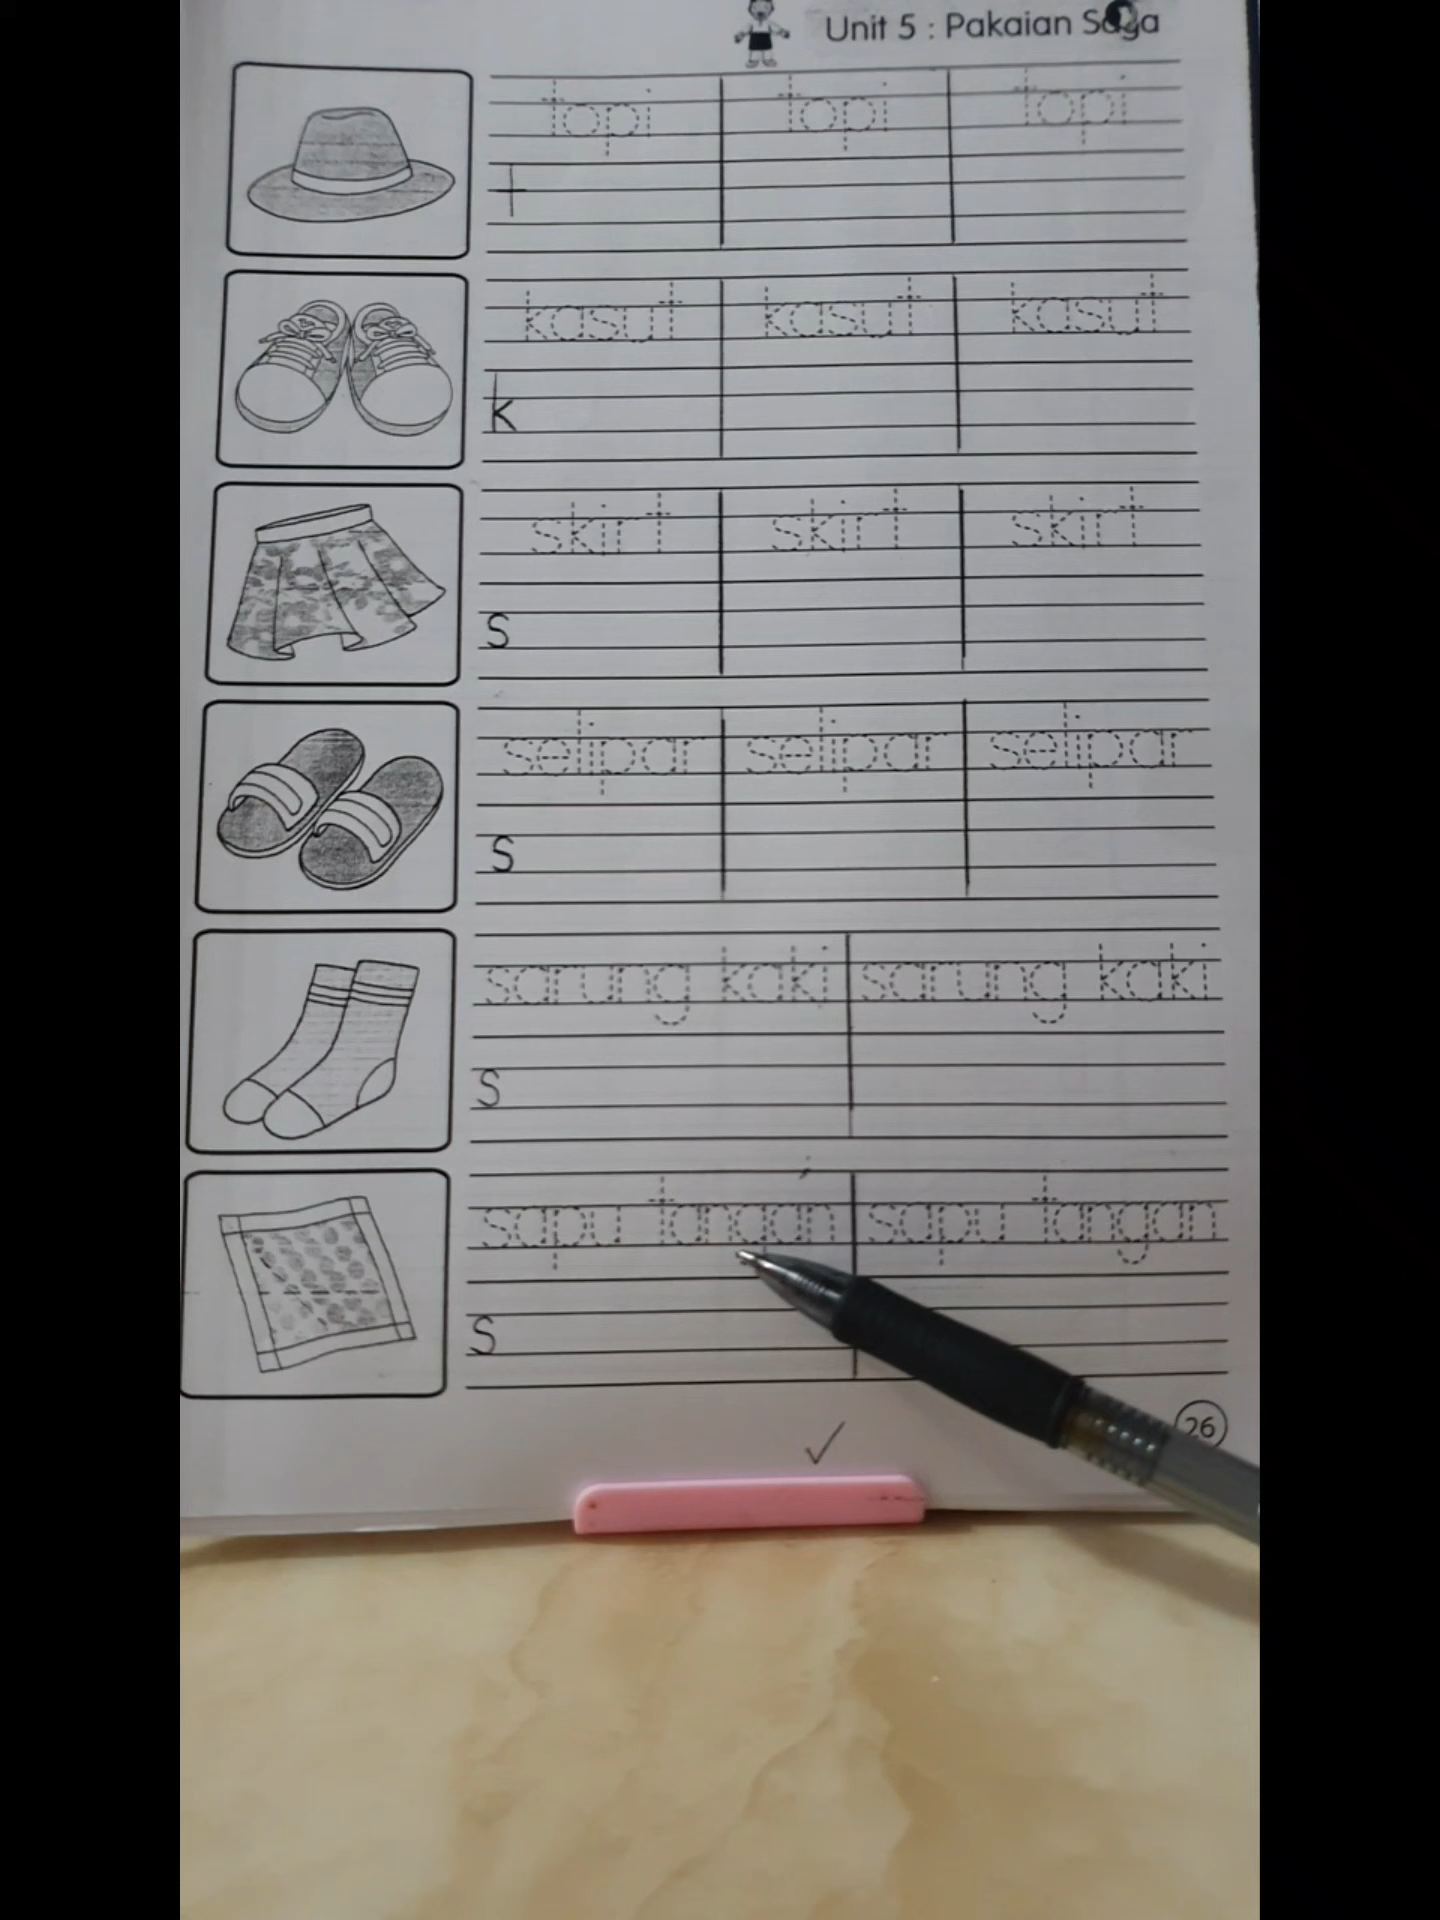 Unit 5 : Pakaian Saya
topi topi topi
t
kasut kasut kasut
k
skirt skirt skirt
s
selipar selipar selipar
s
sarung kaki sarung kaki
s
sapu tangan sapu tangan
s
26